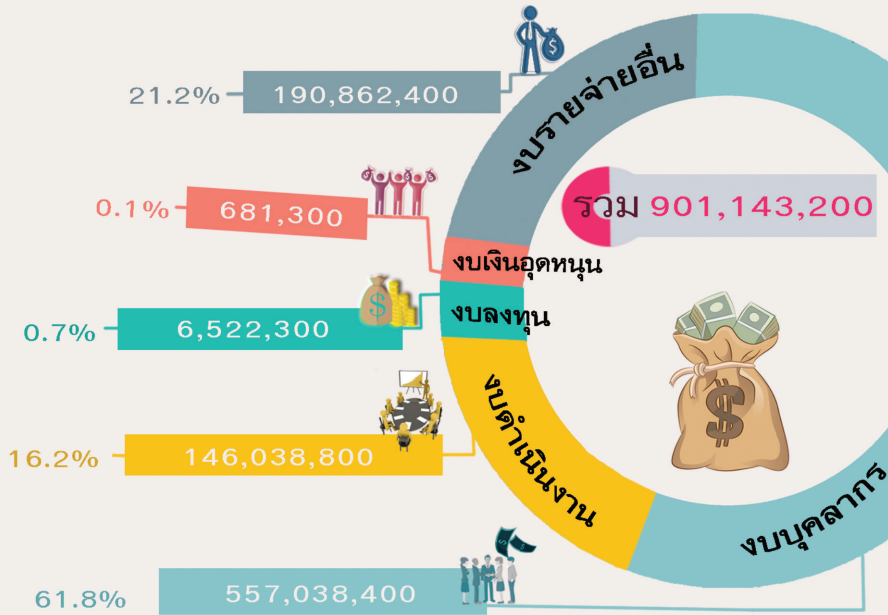 21.2% 190,862,400
งบรายจ่ายอื่น
0.1% 681,300
รวม 901,143,200
งบเงินอุดหนุน
0.7% 6,522,300
งบลงทุน
16.2% 146,038,800
งบดำเนินงาน
งบบุคลากร
61.8% 557,038,400